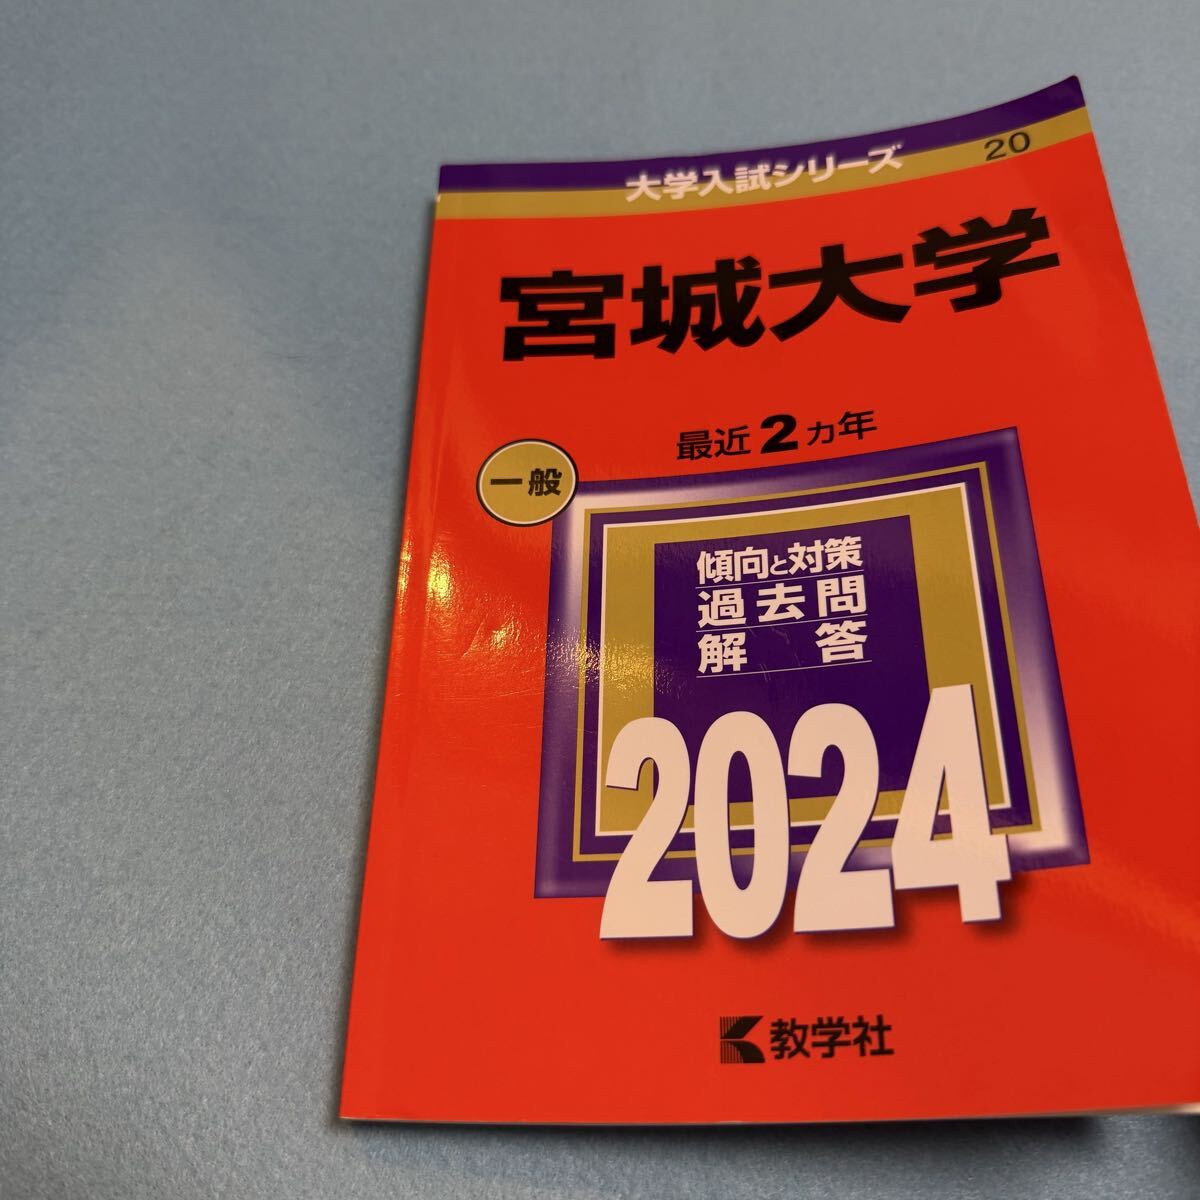 大学入試シリーズ
20
宮城大学
最近2ヵ年
一般
傾向と対策
過去問
解答
2024
教学社